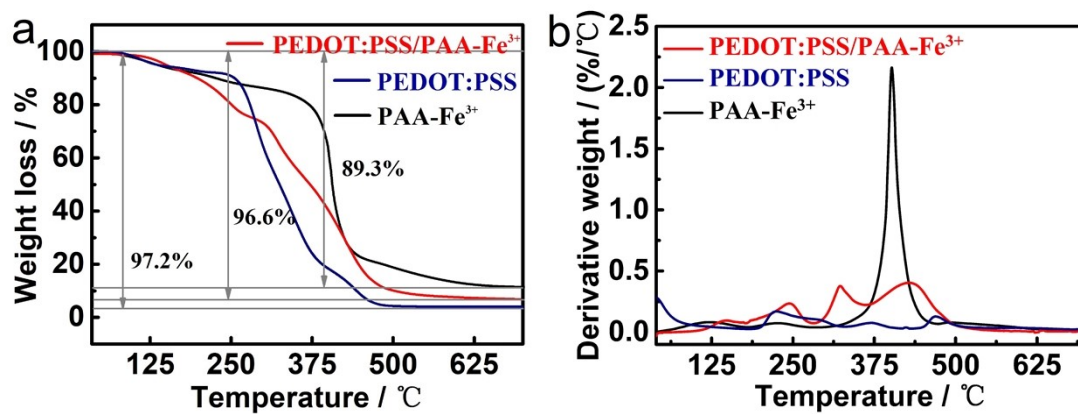 a
PEDOT:PSS/PAA-Fe³⁺
PEDOT:PSS
PAA-Fe³⁺
89.3%
96.6%
97.2%
Weight loss / %
100
80
60
40
20
0
125 250 375 475 625
Temperature / ℃
b
PEDOT:PSS/PAA-Fe³⁺
PEDOT:PSS
PAA-Fe³⁺
Derivative weight / (%/℃)
2.5
2.0
1.5
1.0
0.5
0.0
125 250 375 475 625
Temperature / ℃